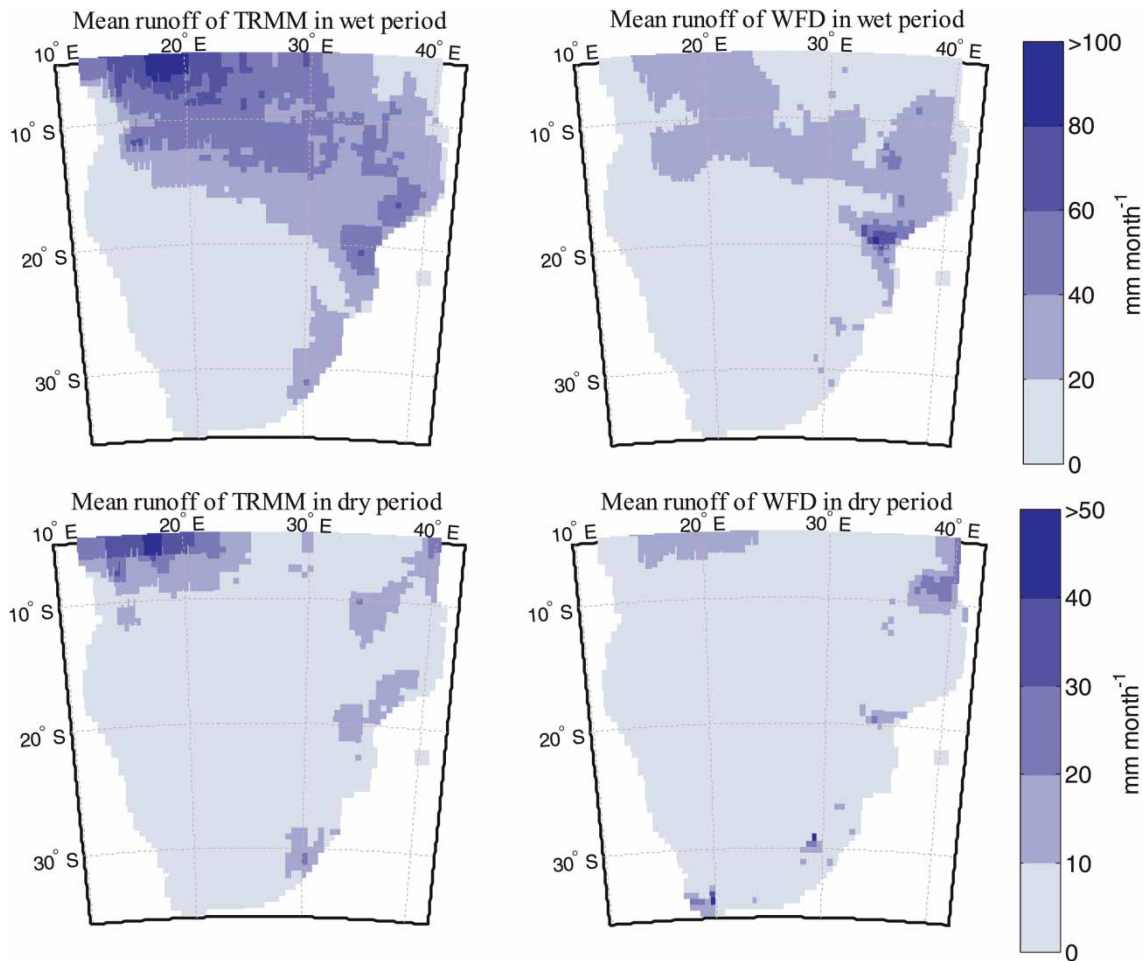 Mean runoff of TRMM in wet period
10° E 20° E 30° E 40° E
10° S
20° S
30° S
Mean runoff of WFD in wet period
10° E 20° E 30° E 40° E
10° S
20° S
30° S
>100
80
60
40
20
0
mm month-1
Mean runoff of TRMM in dry period
10° E 20° E 30° E 40° E
10° S
20° S
30° S
Mean runoff of WFD in dry period
10° E 20° E 30° E 40° E
10° S
20° S
30° S
>50
40
30
20
10
0
mm month-1